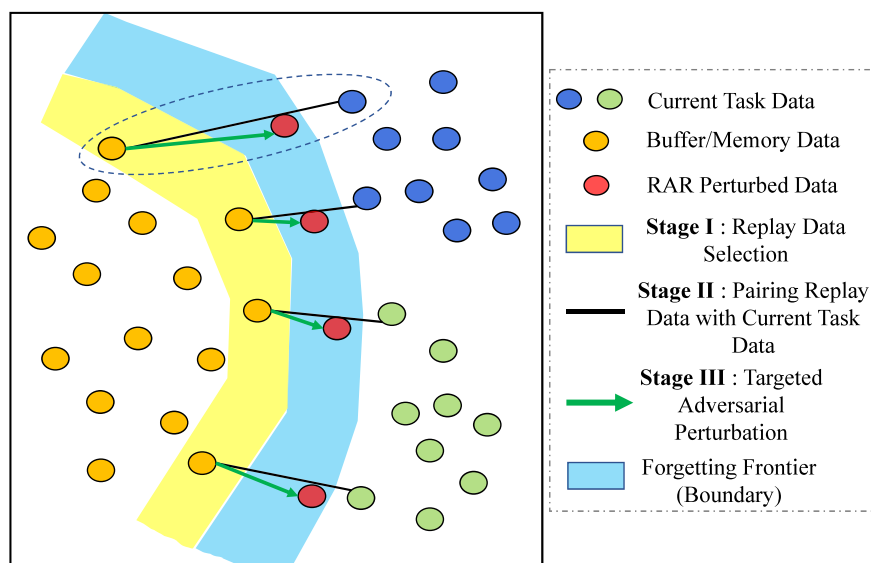 Current Task Data
Buffer/Memory Data
RAR Perturbed Data
Stage I : Replay Data
Selection
Stage II : Pairing Replay
Data with Current Task
Data
Stage III : Targeted
Adversarial
Perturbation
Forgetting Frontier
(Boundary)